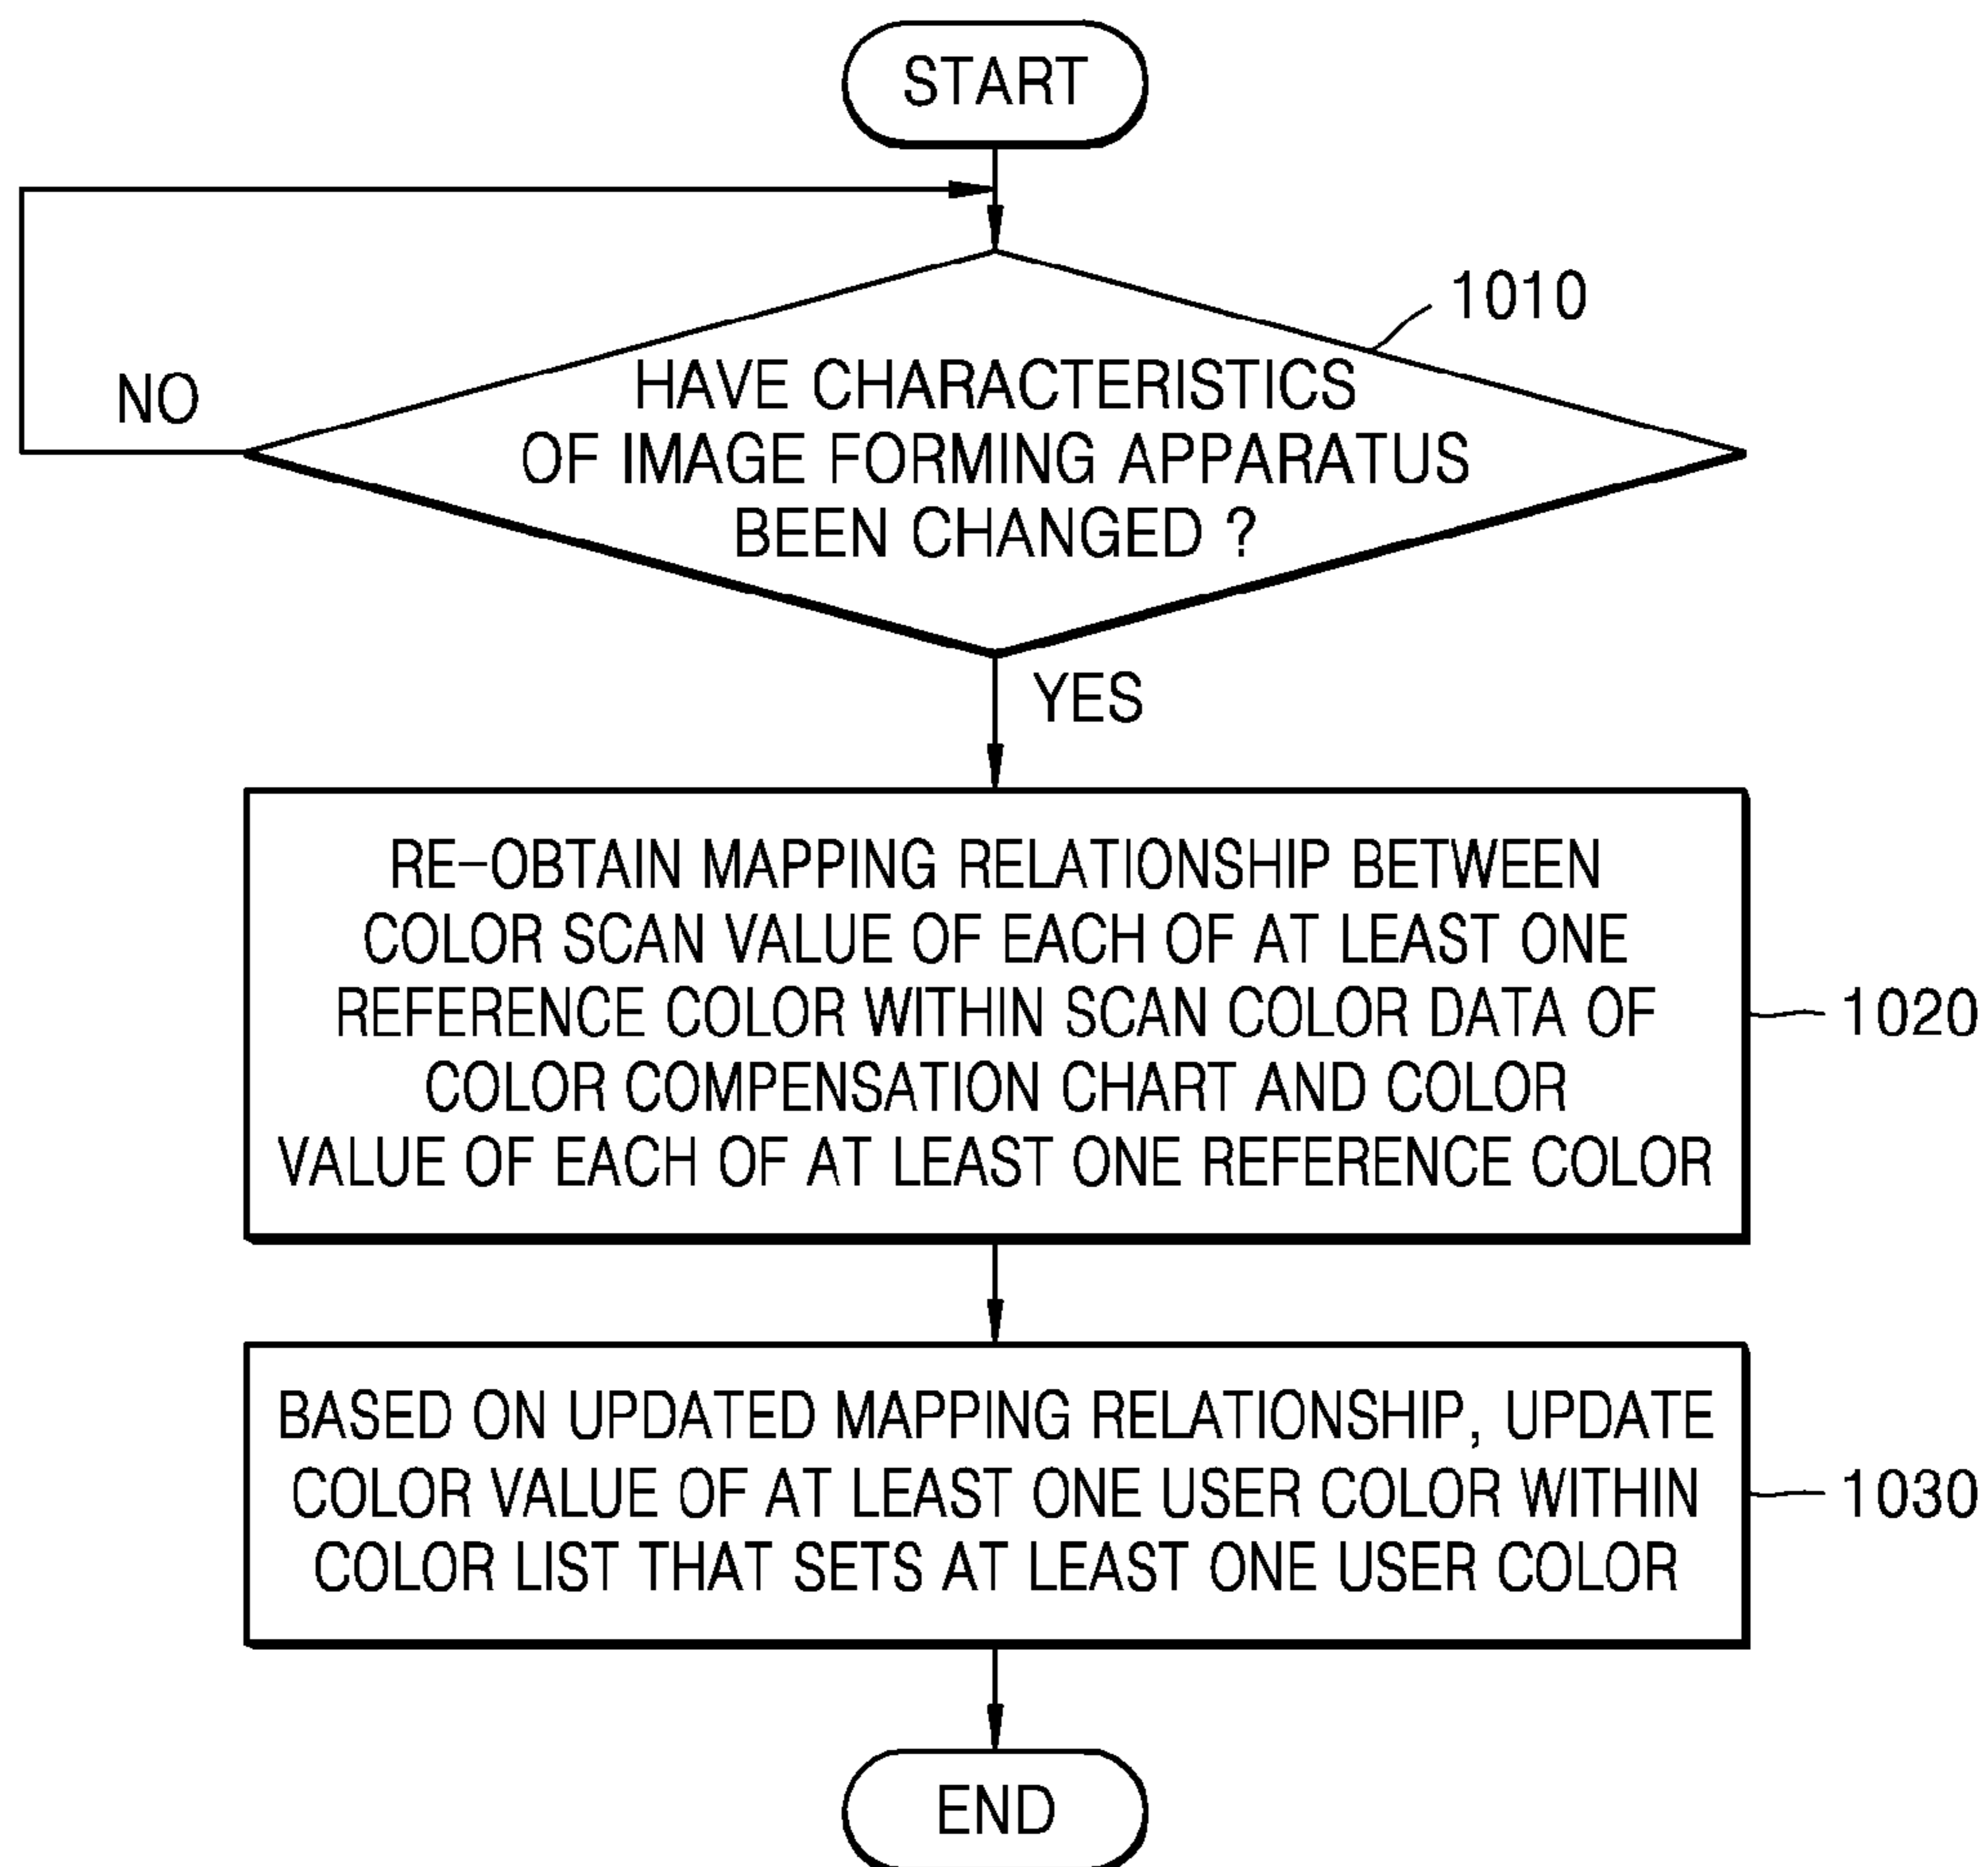 START
1010
HAVE CHARACTERISTICS
OF IMAGE FORMING APPARATUS
BEEN CHANGED ?
NO
YES
RE-OBTAIN MAPPING RELATIONSHIP BETWEEN
COLOR SCAN VALUE OF EACH OF AT LEAST ONE
REFERENCE COLOR WITHIN SCAN COLOR DATA OF
COLOR COMPENSATION CHART AND COLOR
VALUE OF EACH OF AT LEAST ONE REFERENCE COLOR
1020
BASED ON UPDATED MAPPING RELATIONSHIP, UPDATE
COLOR VALUE OF AT LEAST ONE USER COLOR WITHIN
COLOR LIST THAT SETS AT LEAST ONE USER COLOR
1030
END